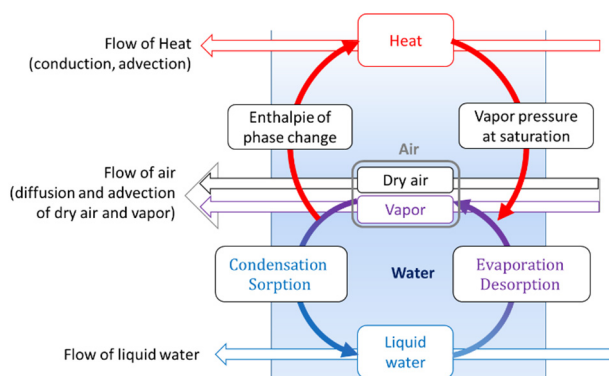 Flow of Heat
(conduction, advection)
Heat
Enthalpie of
phase change
Vapor pressure
at saturation
Air
Flow of air
(diffusion and advection
of dry air and vapor)
Dry air
Vapor
Condensation
Sorption
Water
Evaporation
Desorption
Flow of liquid water
Liquid
water